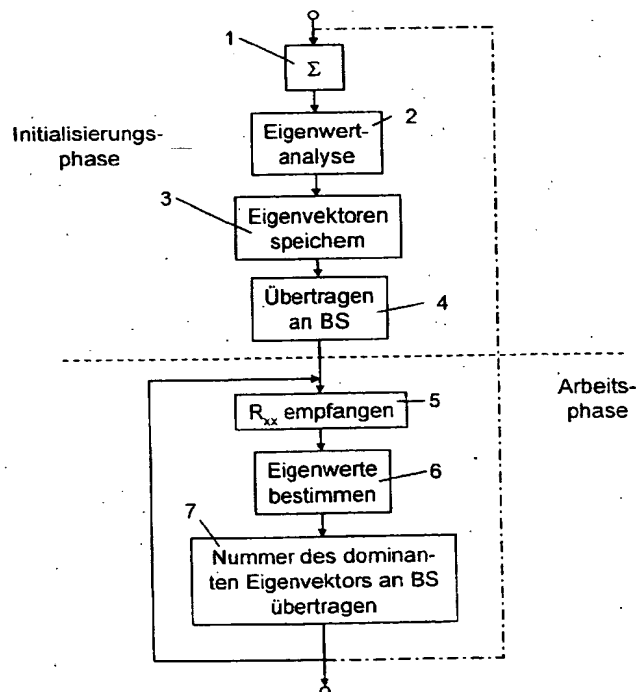 1
Σ
2
Eigenwert-
analyse
Initialisierungs-
phase
3
Eigenvektoren
speichern
Übertragen
an BS
4
Arbeits-
phase
Rxx empfangen
5
Eigenwerte
bestimmen
6
7
Nummer des dominan-
ten Eigenvektors an BS
übertragen